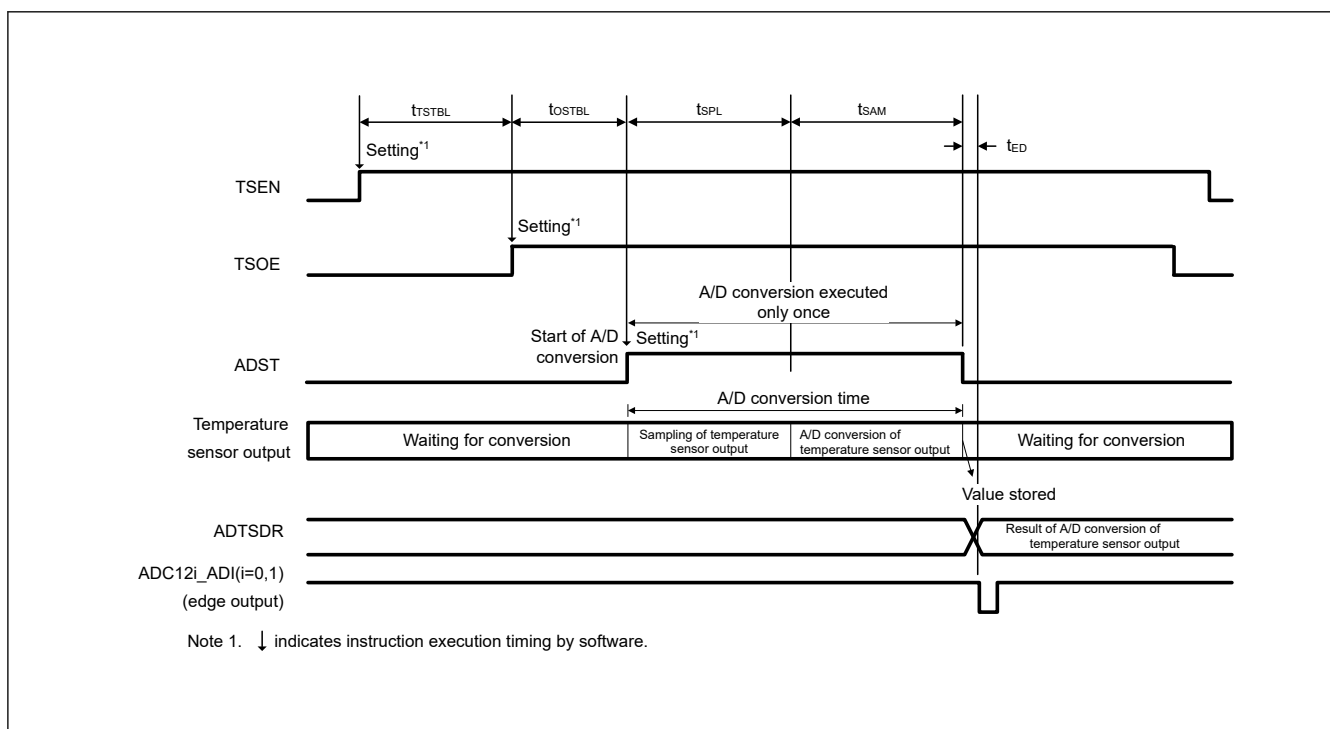 tTSTBL tOSTBL tSPL tSAM
tED
Setting*1
TSEN
Setting*1
TSOE
A/D conversion executed
only once
Start of A/D
conversion
Setting*1
ADST
A/D conversion time
Temperature
sensor output
Waiting for conversion
Sampling of temperature
sensor output
A/D conversion of
temperature sensor output
Waiting for conversion
Value stored
ADTSDR
Result of A/D conversion of
temperature sensor output
ADC12i_ADI(i=0,1)
(edge output)
Note 1. ↓ indicates instruction execution timing by software.